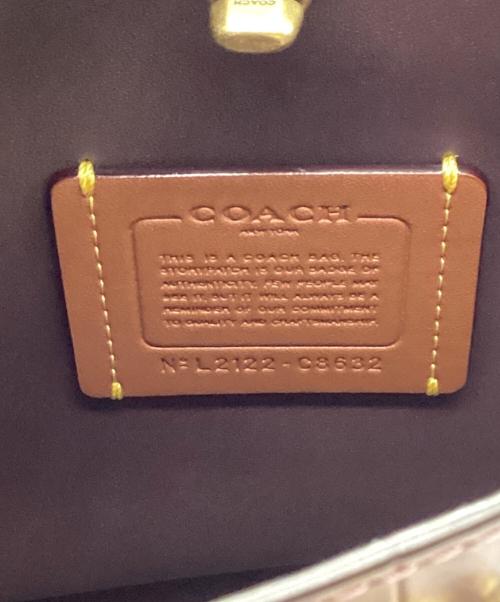 COACH
COACH
NEW YORK
THIS IS A COACH BAG. THE
STORYPATCH IS OUR BADGE OF
AUTHENTICITY. FEW PEOPLE MAY
SEE IT, BUT IT WILL ALWAYS BE A
REMINDER OF OUR COMMITMENT
TO QUALITY AND CRAFTSMANSHIP.
Nº L2122-C8632